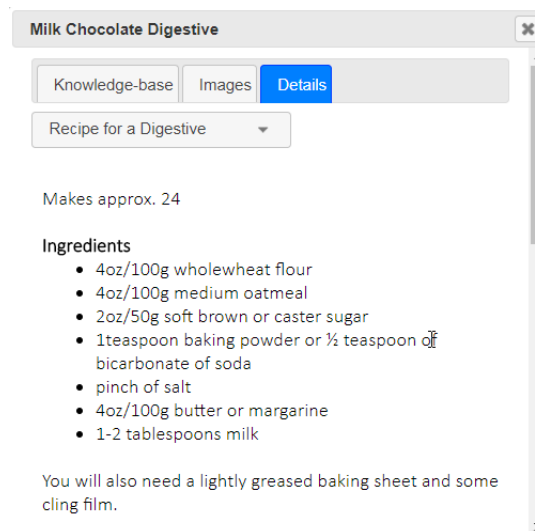 Milk Chocolate Digestive
Knowledge-base Images Details
Recipe for a Digestive
Makes approx. 24
Ingredients
• 4oz/100g wholewheat flour
• 4oz/100g medium oatmeal
• 2oz/50g soft brown or caster sugar
• 1teaspoon baking powder or ½ teaspoon of
bicarbonate of soda
• pinch of salt
• 4oz/100g butter or margarine
• 1-2 tablespoons milk
You will also need a lightly greased baking sheet and some
cling film.